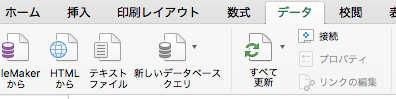 ホーム 挿入 印刷レイアウト 数式 データ 校閲
leMaker から
HTML から
テキスト ファイル
新しいデータベース クエリ
すべて 更新
接続
プロパティ
リンクの編集